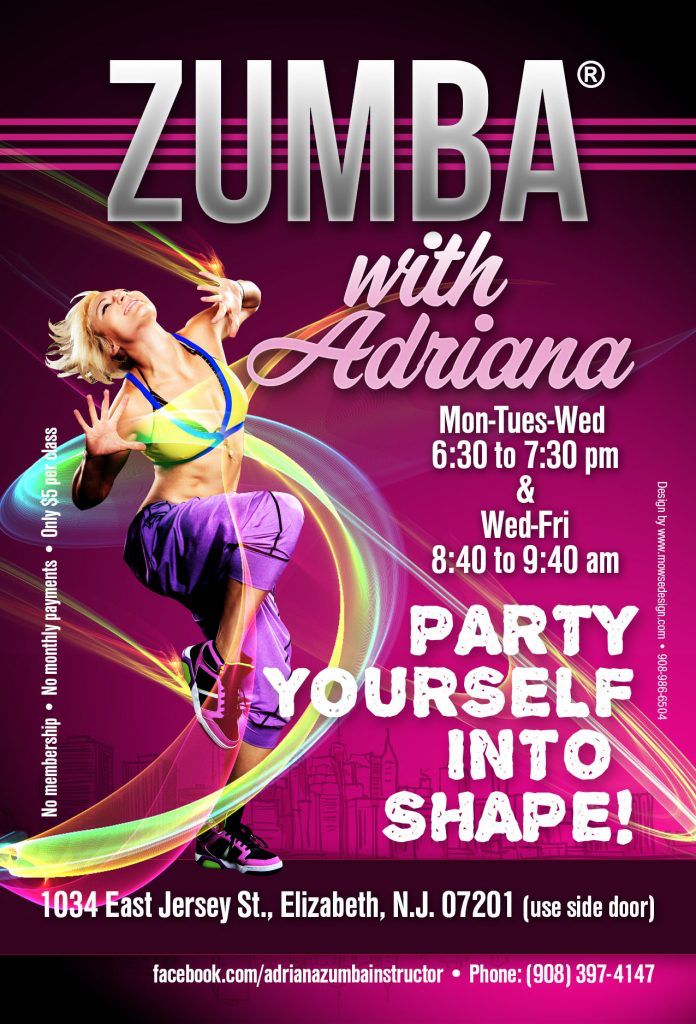 ZUMBA®
with
Adriana
Mon-Tues-Wed
6:30 to 7:30 pm
&
Wed-Fri
8:40 to 9:40 am
PARTY
YOURSELF
INTO
SHAPE!
No membership • No monthly payments • Only $5 per class
Design by www.mowsedesign.com • 908-986-6504
1034 East Jersey St., Elizabeth, N.J. 07201 (use side door)
facebook.com/adrianazumbainstructor • Phone: (908) 397-4147